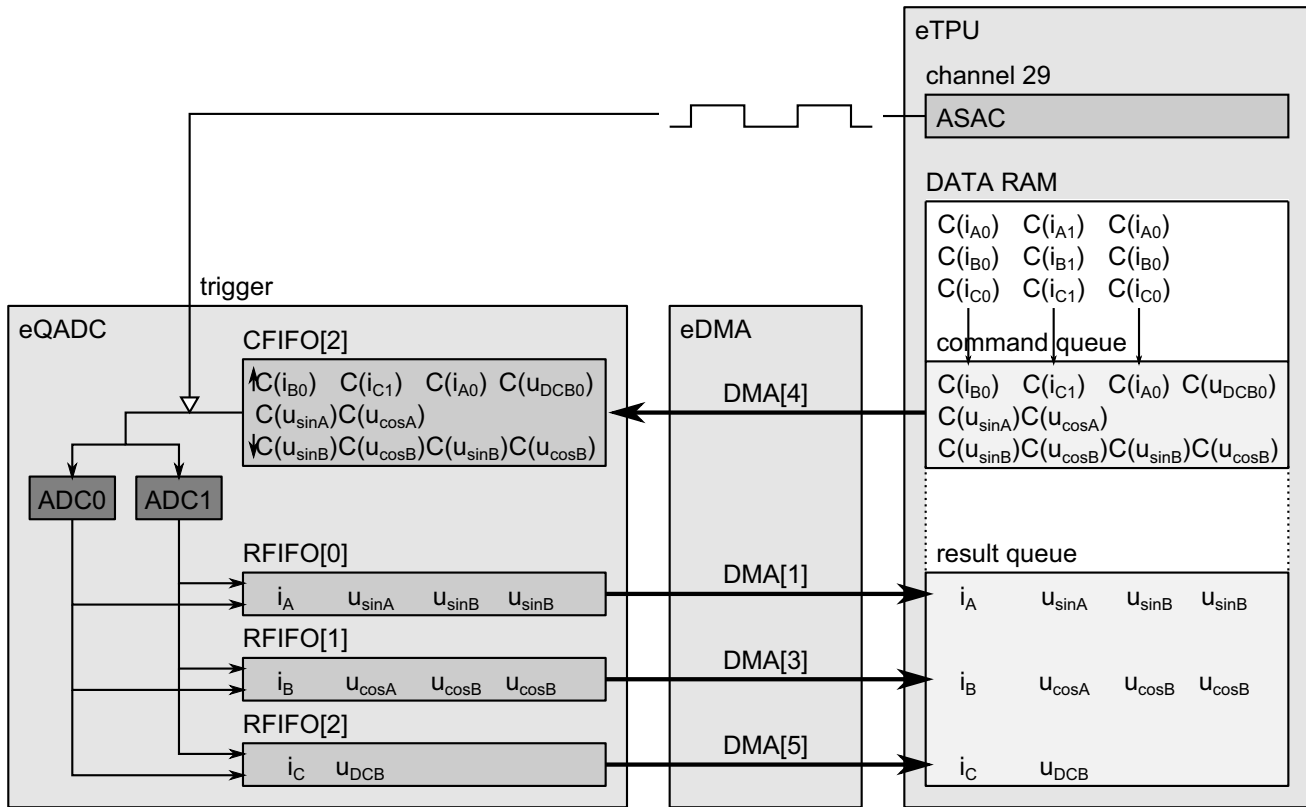 eTPU
channel 29
ASAC
DATA RAM
C(iA0) C(iA1) C(iA0)
C(iB0) C(iB1) C(iB0)
C(iC0) C(iC1) C(iC0)
command queue
C(iB0) C(iC1) C(iA0) C(uDCB0)
C(usinA)C(ucosA)
C(usinB)C(ucosB)C(usinB)C(ucosB)
result queue
iA usinA usinB usinB
iB ucosA ucosB ucosB
iC uDCB
trigger
eQADC
CFIFO[2]
C(iB0) C(iC1) C(iA0) C(uDCB0)
C(usinA)C(ucosA)
C(usinB)C(ucosB)C(usinB)C(ucosB)
ADC0 ADC1
RFIFO[0]
iA usinA usinB usinB
RFIFO[1]
iB ucosA ucosB ucosB
RFIFO[2]
iC uDCB
eDMA
DMA[4]
DMA[1]
DMA[3]
DMA[5]